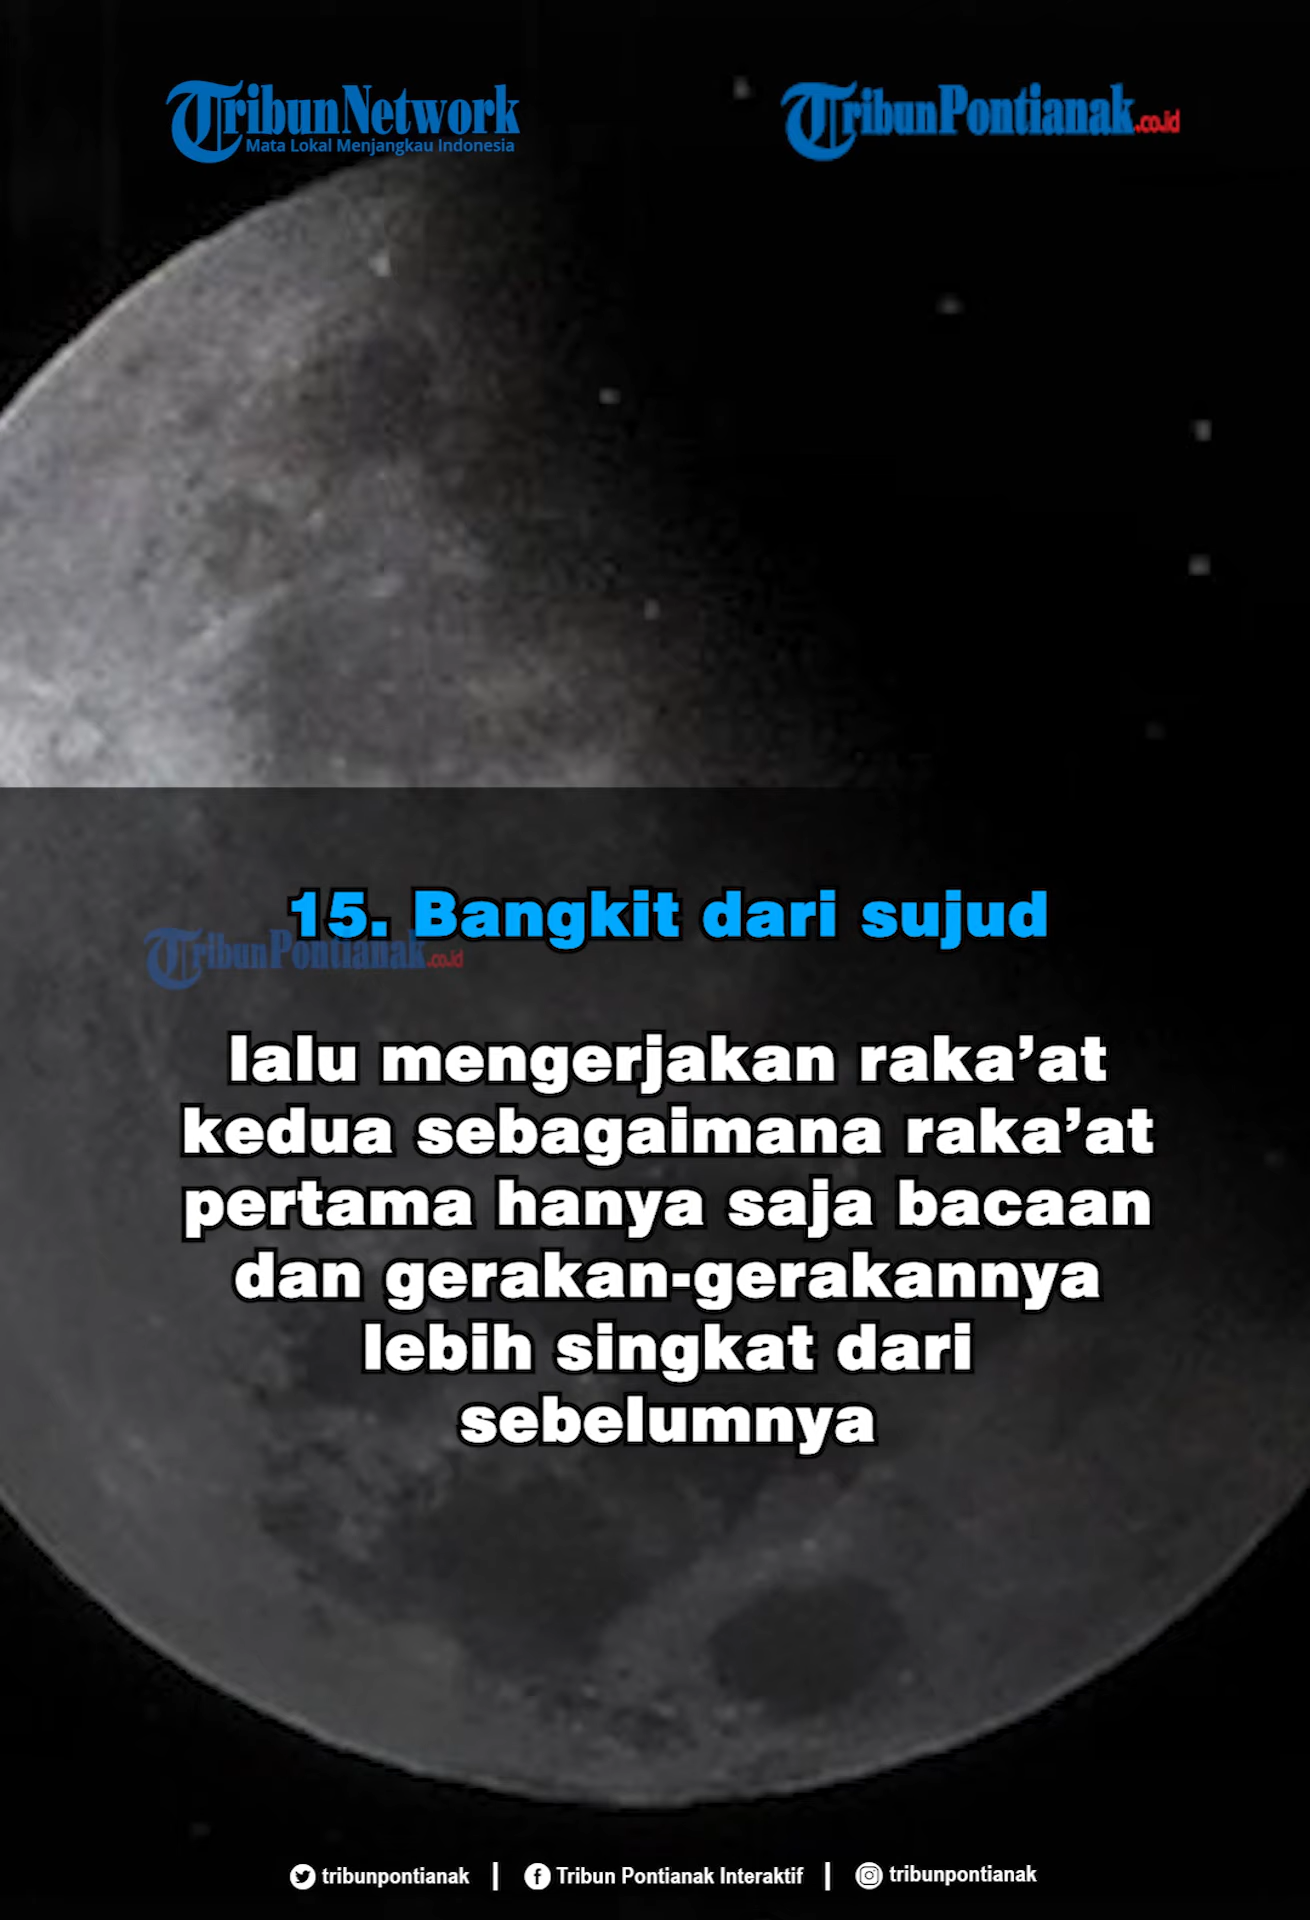 TribunNetwork
Mata Lokal Menjangkau Indonesia
TribunPontianak.co.id
15. Bangkit dari sujud
TribunPontianak.co.id
lalu mengerjakan raka’at
kedua sebagaimana raka’at
pertama hanya saja bacaan
dan gerakan-gerakannya
lebih singkat dari
sebelumnya
tribunpontianak | Tribun Pontianak Interaktif | tribunpontianak